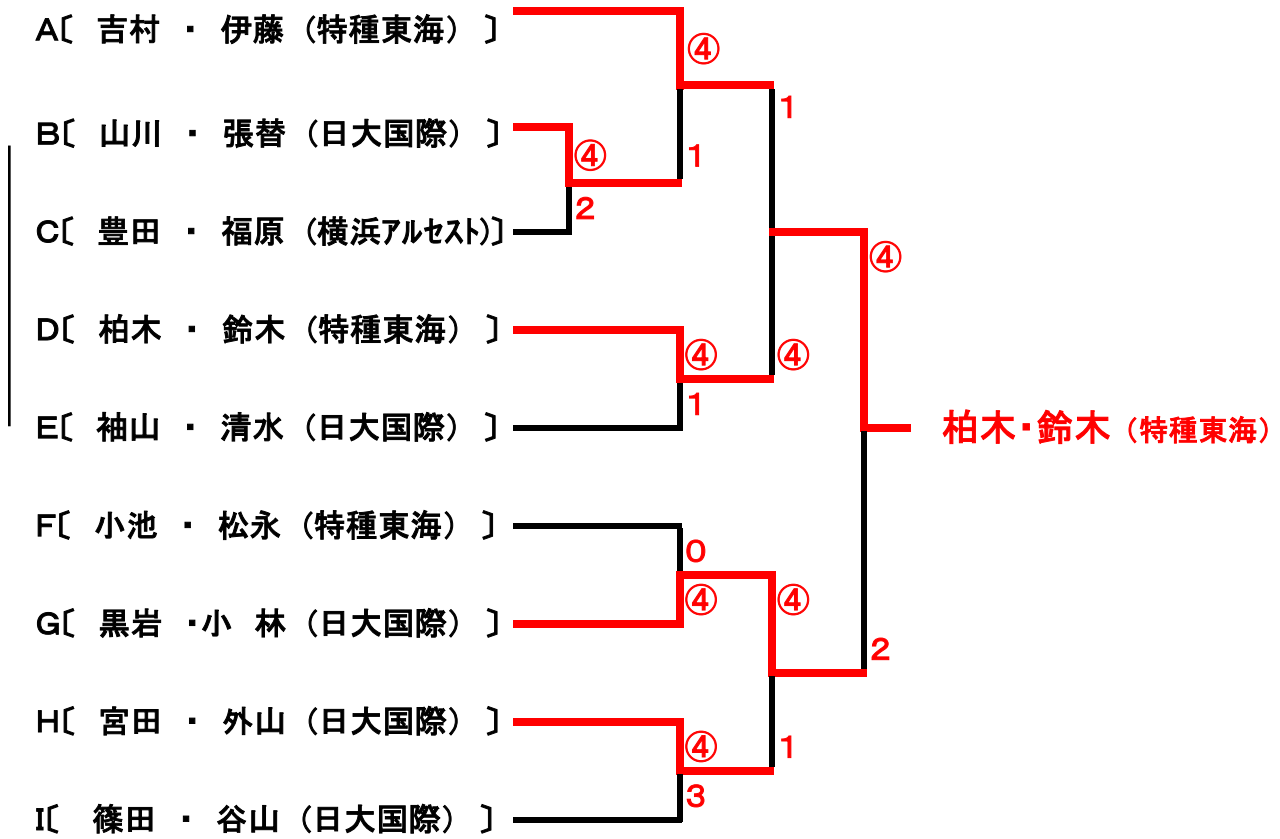 A〔 吉村 ・ 伊藤 （特種東海） 〕
④
1
B〔 山川 ・ 張替 （日大国際） 〕
④
1
2
C〔 豊田 ・ 福原 （横浜アルセスト）〕
④
D〔 柏木 ・ 鈴木 （特種東海） 〕
④
④
1
E〔 袖山 ・ 清水 （日大国際） 〕
柏木・鈴木 （特種東海）
F〔 小池 ・ 松永 （特種東海） 〕
0
④
④
G〔 黒岩 ・小 林 （日大国際） 〕
2
H〔 宮田 ・ 外山 （日大国際） 〕
④
1
3
I〔 篠田 ・ 谷山 （日大国際） 〕